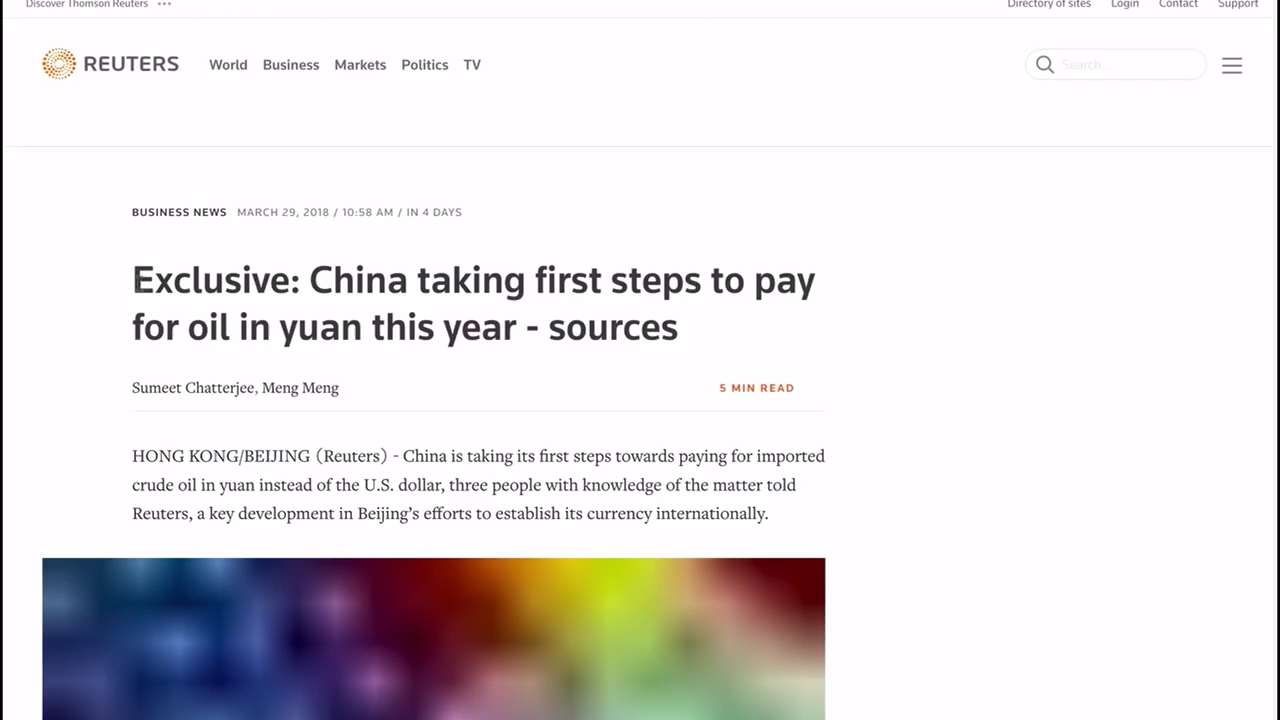 Discover Thomson Reuters ...
Directory of sites Login Contact Support
REUTERS World Business Markets Politics TV Search...
BUSINESS NEWS MARCH 29, 2018 / 10:58 AM / IN 4 DAYS
Exclusive: China taking first steps to pay
for oil in yuan this year - sources
Sumeet Chatterjee, Meng Meng
5 MIN READ
HONG KONG/BEIJING (Reuters) - China is taking its first steps towards paying for imported
crude oil in yuan instead of the U.S. dollar, three people with knowledge of the matter told
Reuters, a key development in Beijing’s efforts to establish its currency internationally.